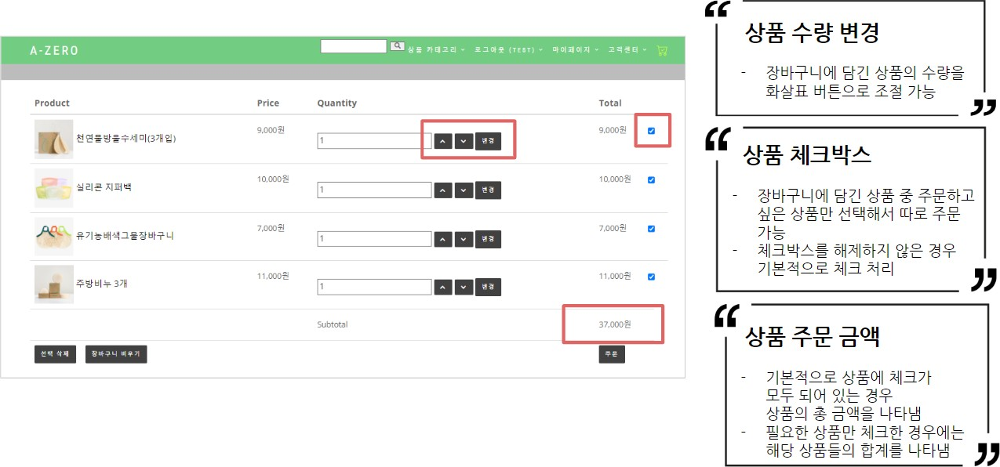 A-ZERO
상품 카테고리
로그아웃 (TEST)
마이페이지
고객센터
Product Price Quantity Total
천연물방울수세미(3개입) 9,000원 1 변경 9,000원
실리콘 지퍼백 10,000원 1 변경 10,000원
유기농배색그물장바구니 7,000원 1 변경 7,000원
주방비누 3개 11,000원 1 변경 11,000원
Subtotal 37,000원
선택 삭제 장바구니 비우기 주문
상품 수량 변경
- 장바구니에 담긴 상품의 수량을
화살표 버튼으로 조절 가능
상품 체크박스
- 장바구니에 담긴 상품 중 주문하고
싶은 상품만 선택해서 따로 주문
가능
- 체크박스를 해제하지 않은 경우
기본적으로 체크 처리
상품 주문 금액
- 기본적으로 상품에 체크가
모두 되어 있는 경우
상품의 총 금액을 나타냄
- 필요한 상품만 체크한 경우에는
해당 상품들의 합계를 나타냄